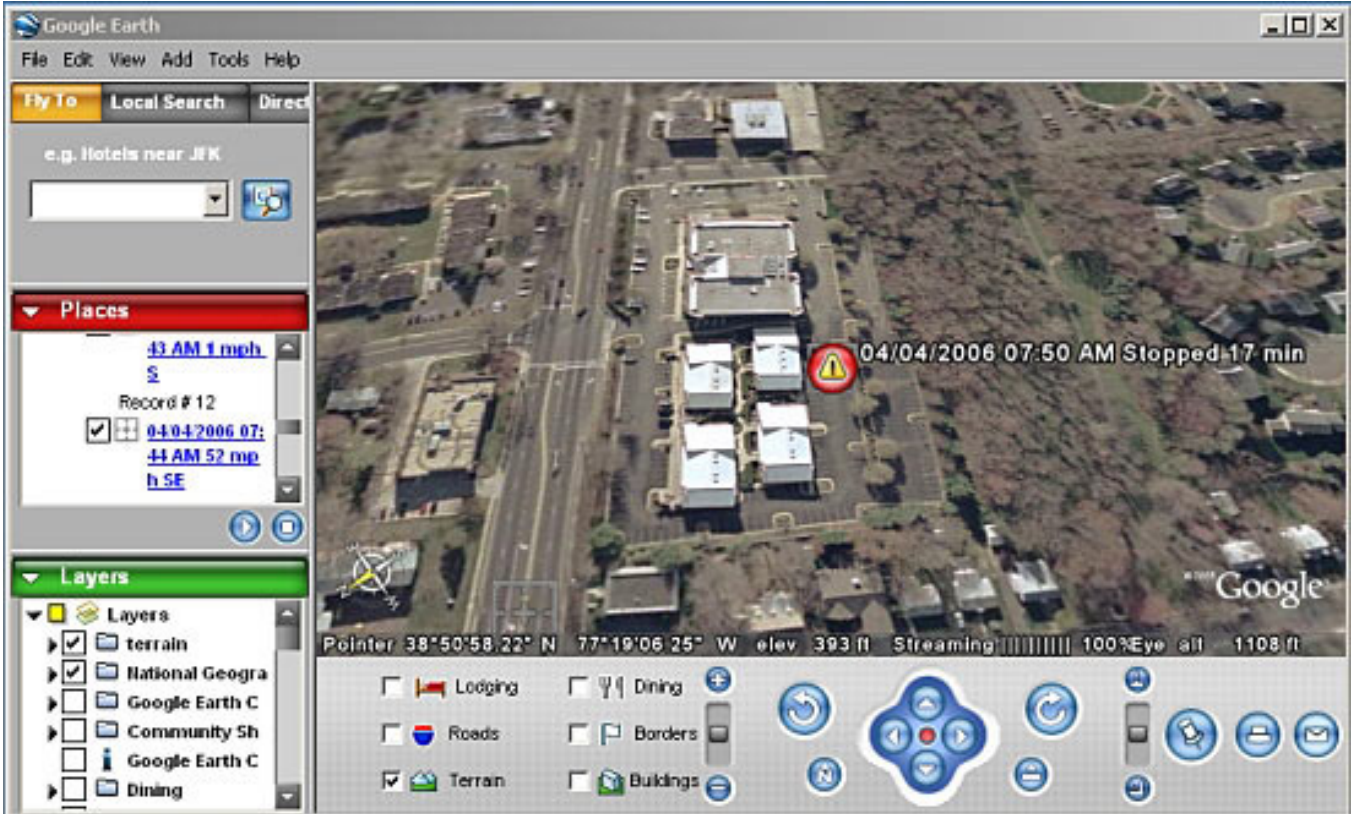 Google Earth
File Edit View Add Tools Help
Fly To Local Search Direct
e.g. Hotels near JFK
Places
43 AM 1 mph
S
Record # 12
04/04/2006 07:
44 AM 52 mp
h SE
Layers
Layers
terrain
National Geogra
Google Earth C
Community Sh
Google Earth C
Dining
04/04/2006 07:50 AM Stopped 17 min
Google
Pointer 38°50'58.22" N 77°19'06.25" W elev 393 ft Streaming |||||||||| 100% Eye alt 1108 ft
Lodging Dining
Roads Borders
Terrain Buildings
N